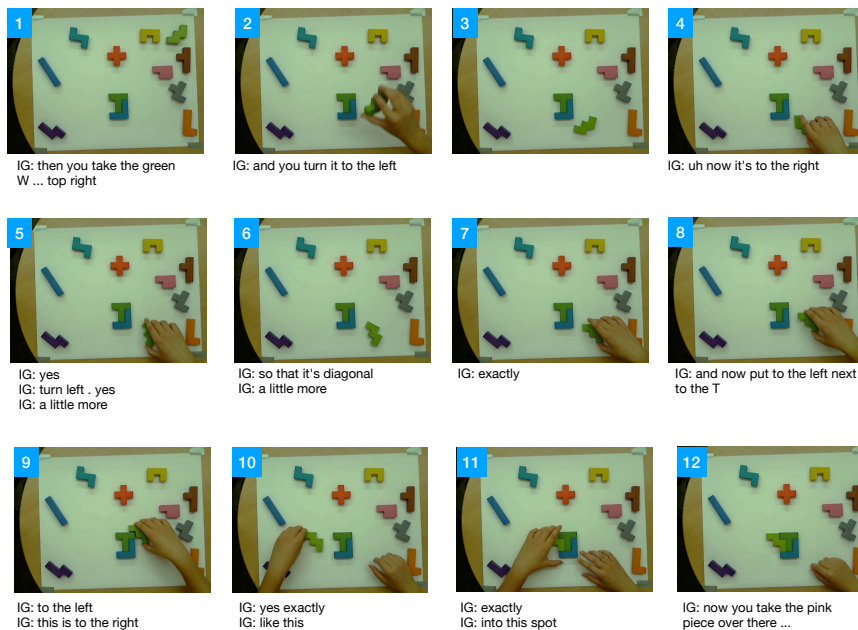 1
IG: then you take the green
W ... top right
2
IG: and you turn it to the left
3
4
IG: uh now it's to the right
5
IG: yes
IG: turn left . yes
IG: a little more
6
IG: so that it's diagonal
IG: a little more
7
IG: exactly
8
IG: and now put to the left next
to the T
9
IG: to the left
IG: this is to the right
10
IG: yes exactly
IG: like this
11
IG: exactly
IG: into this spot
12
IG: now you take the pink
piece over there ...